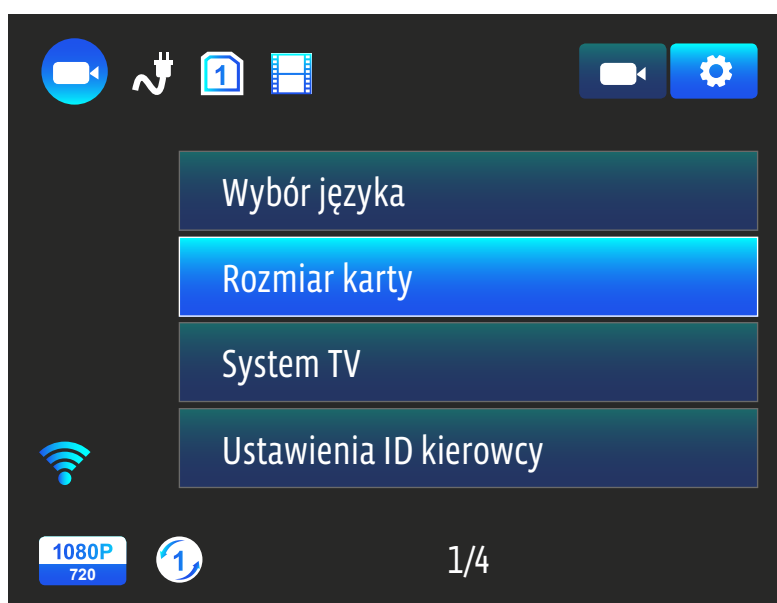 1
Wybór języka
Rozmiar karty
System TV
Ustawienia ID kierowcy
1080P
720
1
1/4